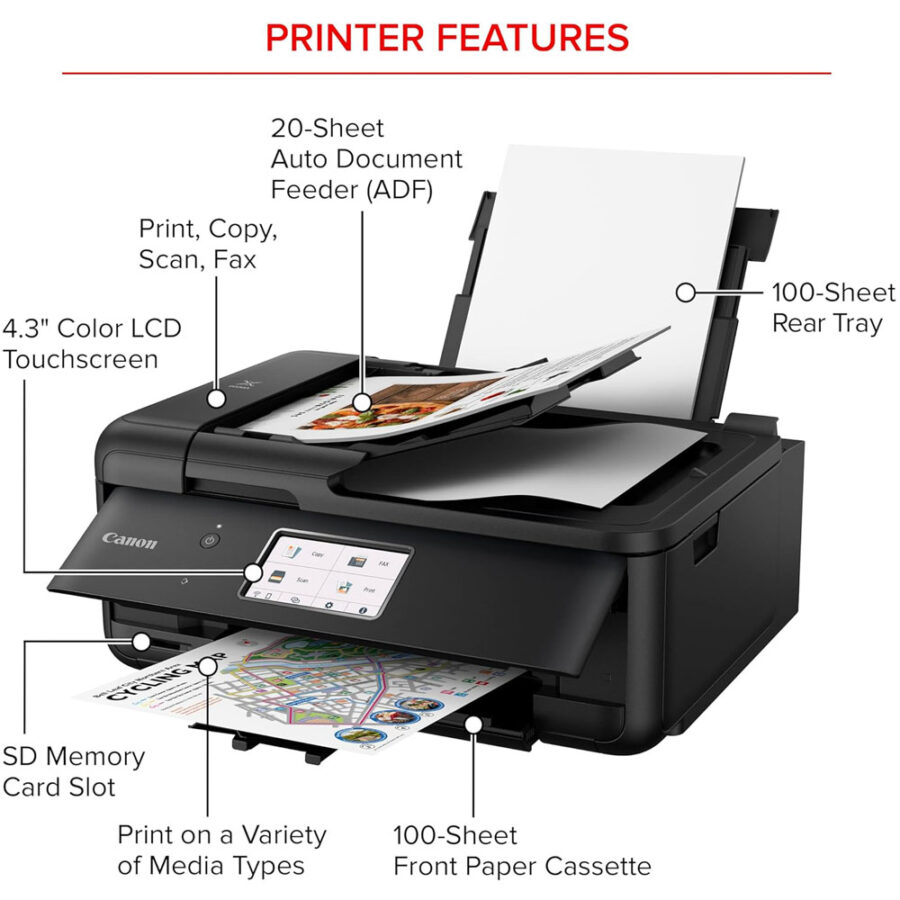 PRINTER FEATURES
20-Sheet
Auto Document
Feeder (ADF)
Print, Copy,
Scan, Fax
100-Sheet
Rear Tray
4.3" Color LCD
Touchscreen
Canon
Copy
FAX
Scan
Print
CYCLING MAP
SD Memory
Card Slot
Print on a Variety
of Media Types
100-Sheet
Front Paper Cassette